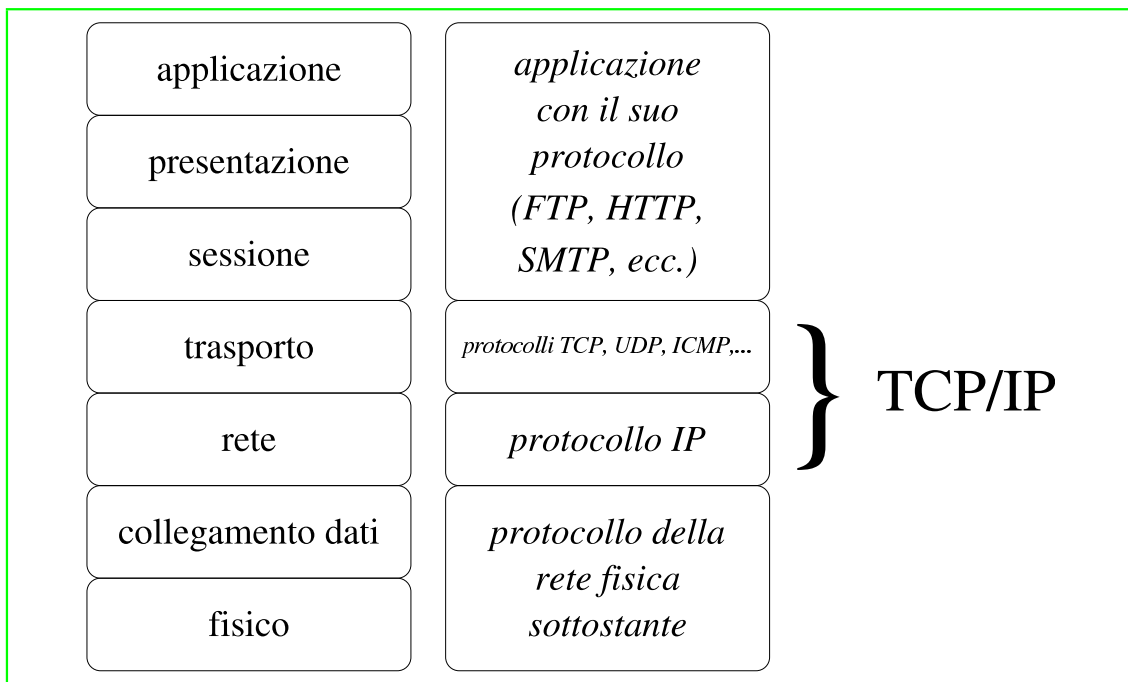 applicazione
presentazione
sessione
trasporto
rete
collegamento dati
fisico
applicazione
con il suo
protocollo
(FTP, HTTP,
SMTP, ecc.)
protocolli TCP, UDP, ICMP,...
protocollo IP
protocollo della
rete fisica
sottostante
} TCP/IP